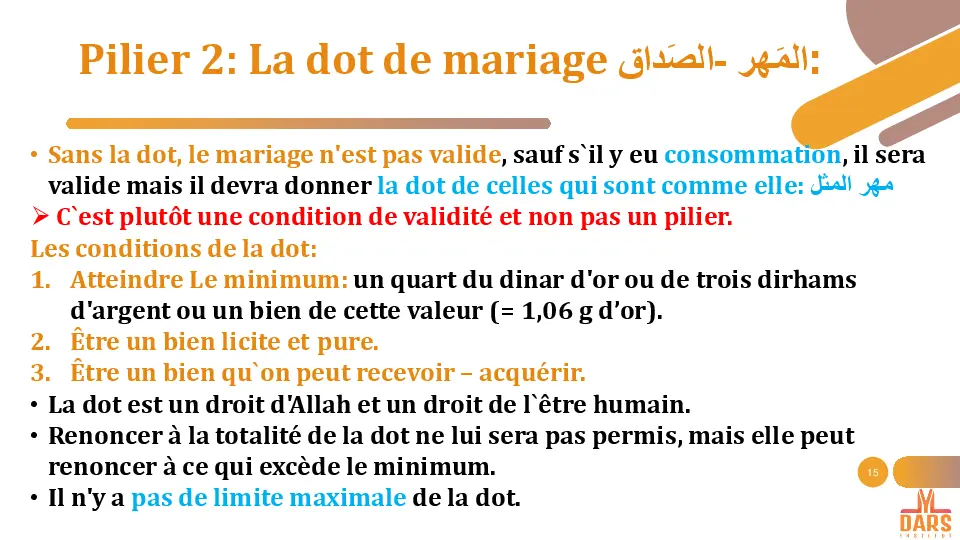 Pilier 2: La dot de mariage المَهر -الصَداق:
• Sans la dot, le mariage n'est pas valide, sauf s`il y eu consommation, il sera
valide mais il devra donner la dot de celles qui sont comme elle: مهر المثل
➢ C`est plutôt une condition de validité et non pas un pilier.
Les conditions de la dot:
1. Atteindre Le minimum: un quart du dinar d'or ou de trois dirhams
d'argent ou un bien de cette valeur (= 1,06 g d’or).
2. Être un bien licite et pure.
3. Être un bien qu`on peut recevoir – acquérir.
• La dot est un droit d'Allah et un droit de l`être humain.
• Renoncer à la totalité de la dot ne lui sera pas permis, mais elle peut
renoncer à ce qui excède le minimum.
• Il n'y a pas de limite maximale de la dot.
15
DARS
INSTITUT